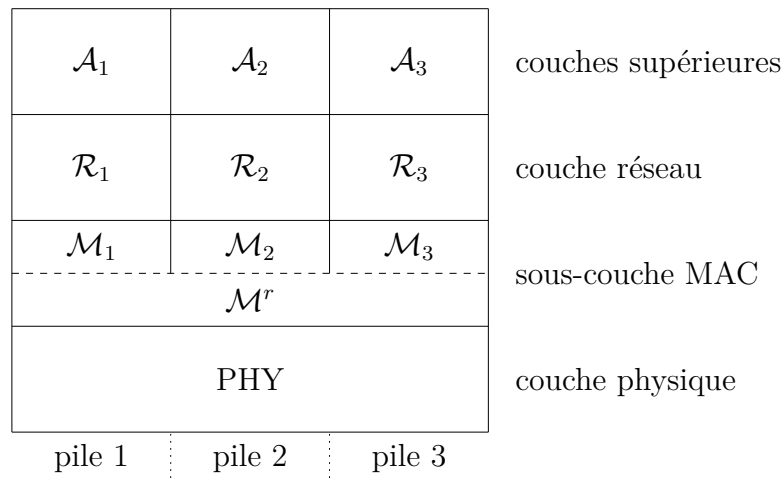 𝒜₁ 𝒜₂ 𝒜₃ couches supérieures
ℛ₁ ℛ₂ ℛ₃ couche réseau
ℳ₁ ℳ₂ ℳ₃
sous-couche MAC
ℳʳ
PHY couche physique
pile 1 pile 2 pile 3